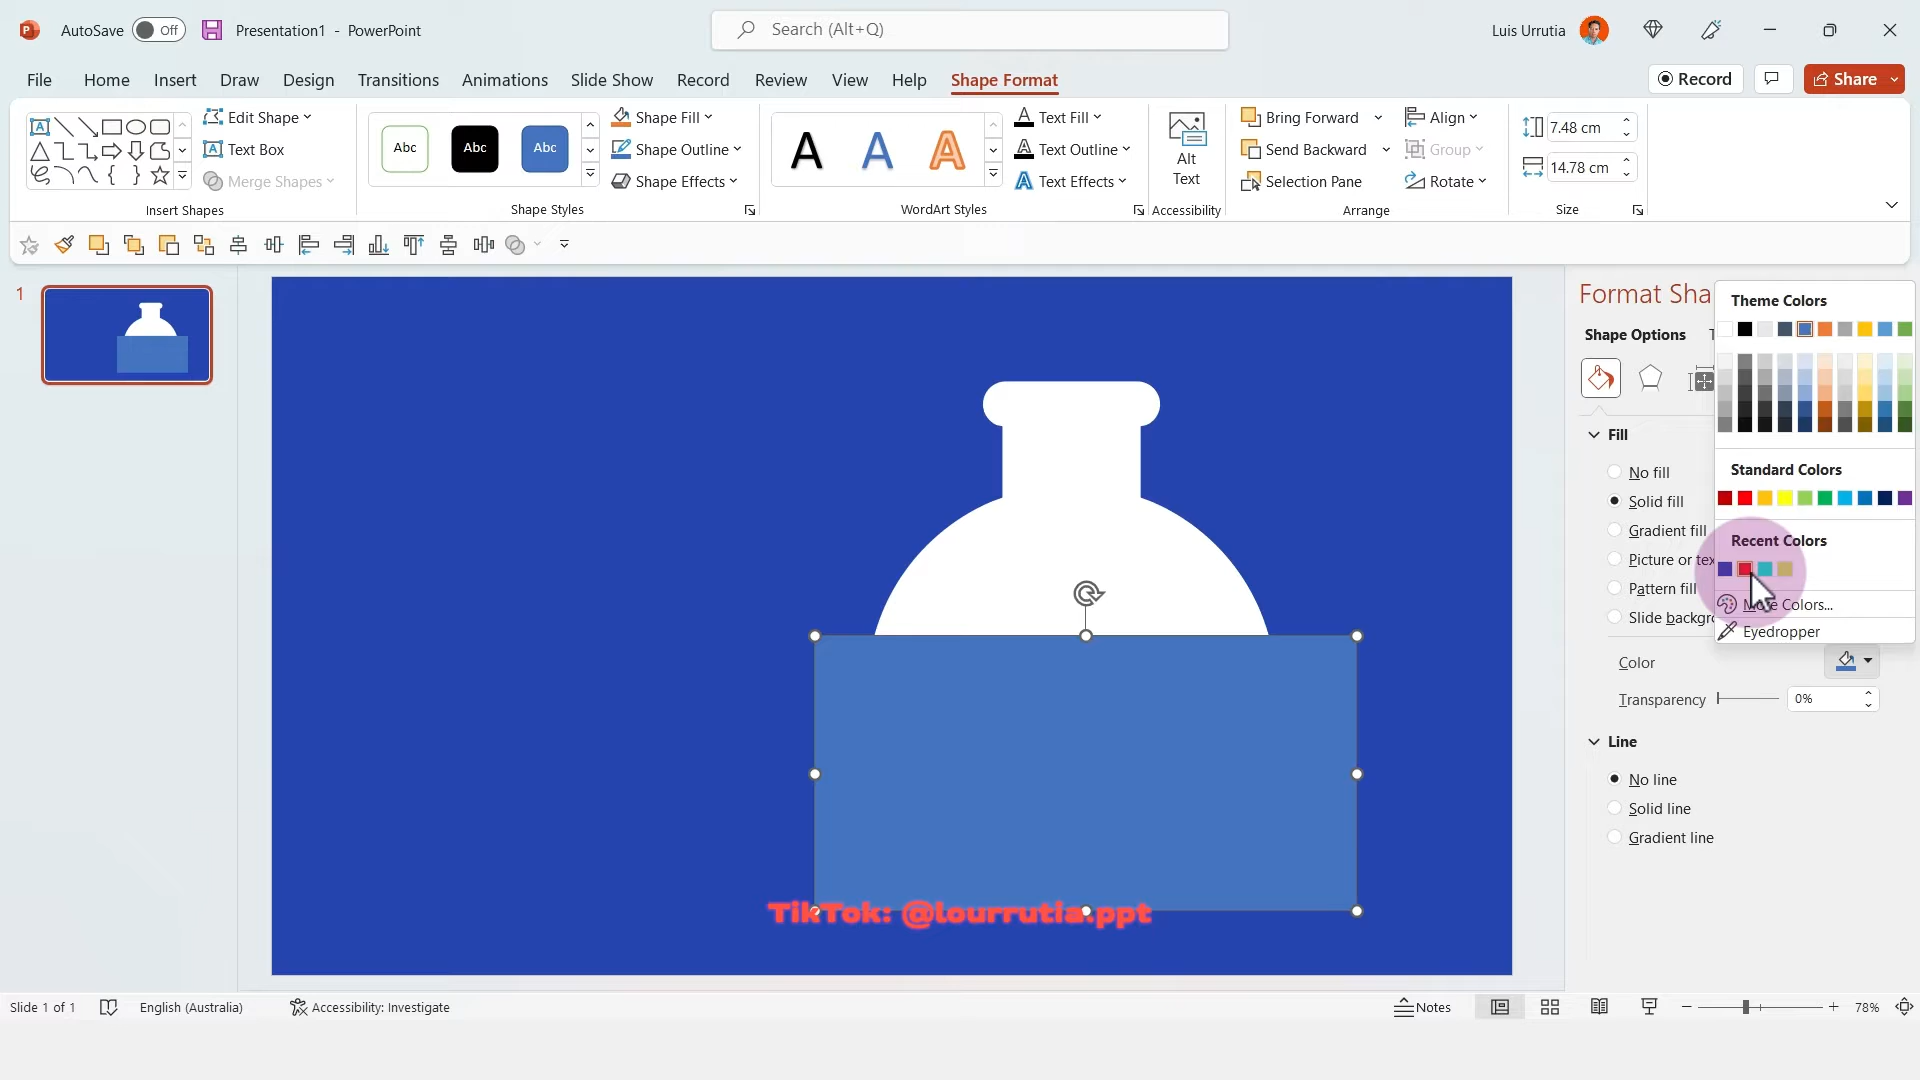 AutoSave Off Presentation1 - PowerPoint Search (Alt+Q) Luis Urrutia
File Home Insert Draw Design Transitions Animations Slide Show Record Review View Help Shape Format Record Share
Edit Shape
Text Box
Merge Shapes
Insert Shapes
Abc Abc Abc
Shape Fill
Shape Outline
Shape Effects
Shape Styles
A A A
Text Fill
Text Outline
Text Effects
WordArt Styles
Alt
Text
Accessibility
Bring Forward
Send Backward
Selection Pane
Align
Group
Rotate
Arrange
7.48 cm
14.78 cm
Size
1
Format Sha
Shape Options
Fill
No fill
Solid fill
Gradient fill
Picture or tex
Pattern fill
Slide backgr
Color
Transparency 0%
Line
No line
Solid line
Gradient line
Theme Colors
Standard Colors
Recent Colors
More Colors...
Eyedropper
TikTok: @lourrutia.ppt
Slide 1 of 1 English (Australia) Accessibility: Investigate Notes 78%